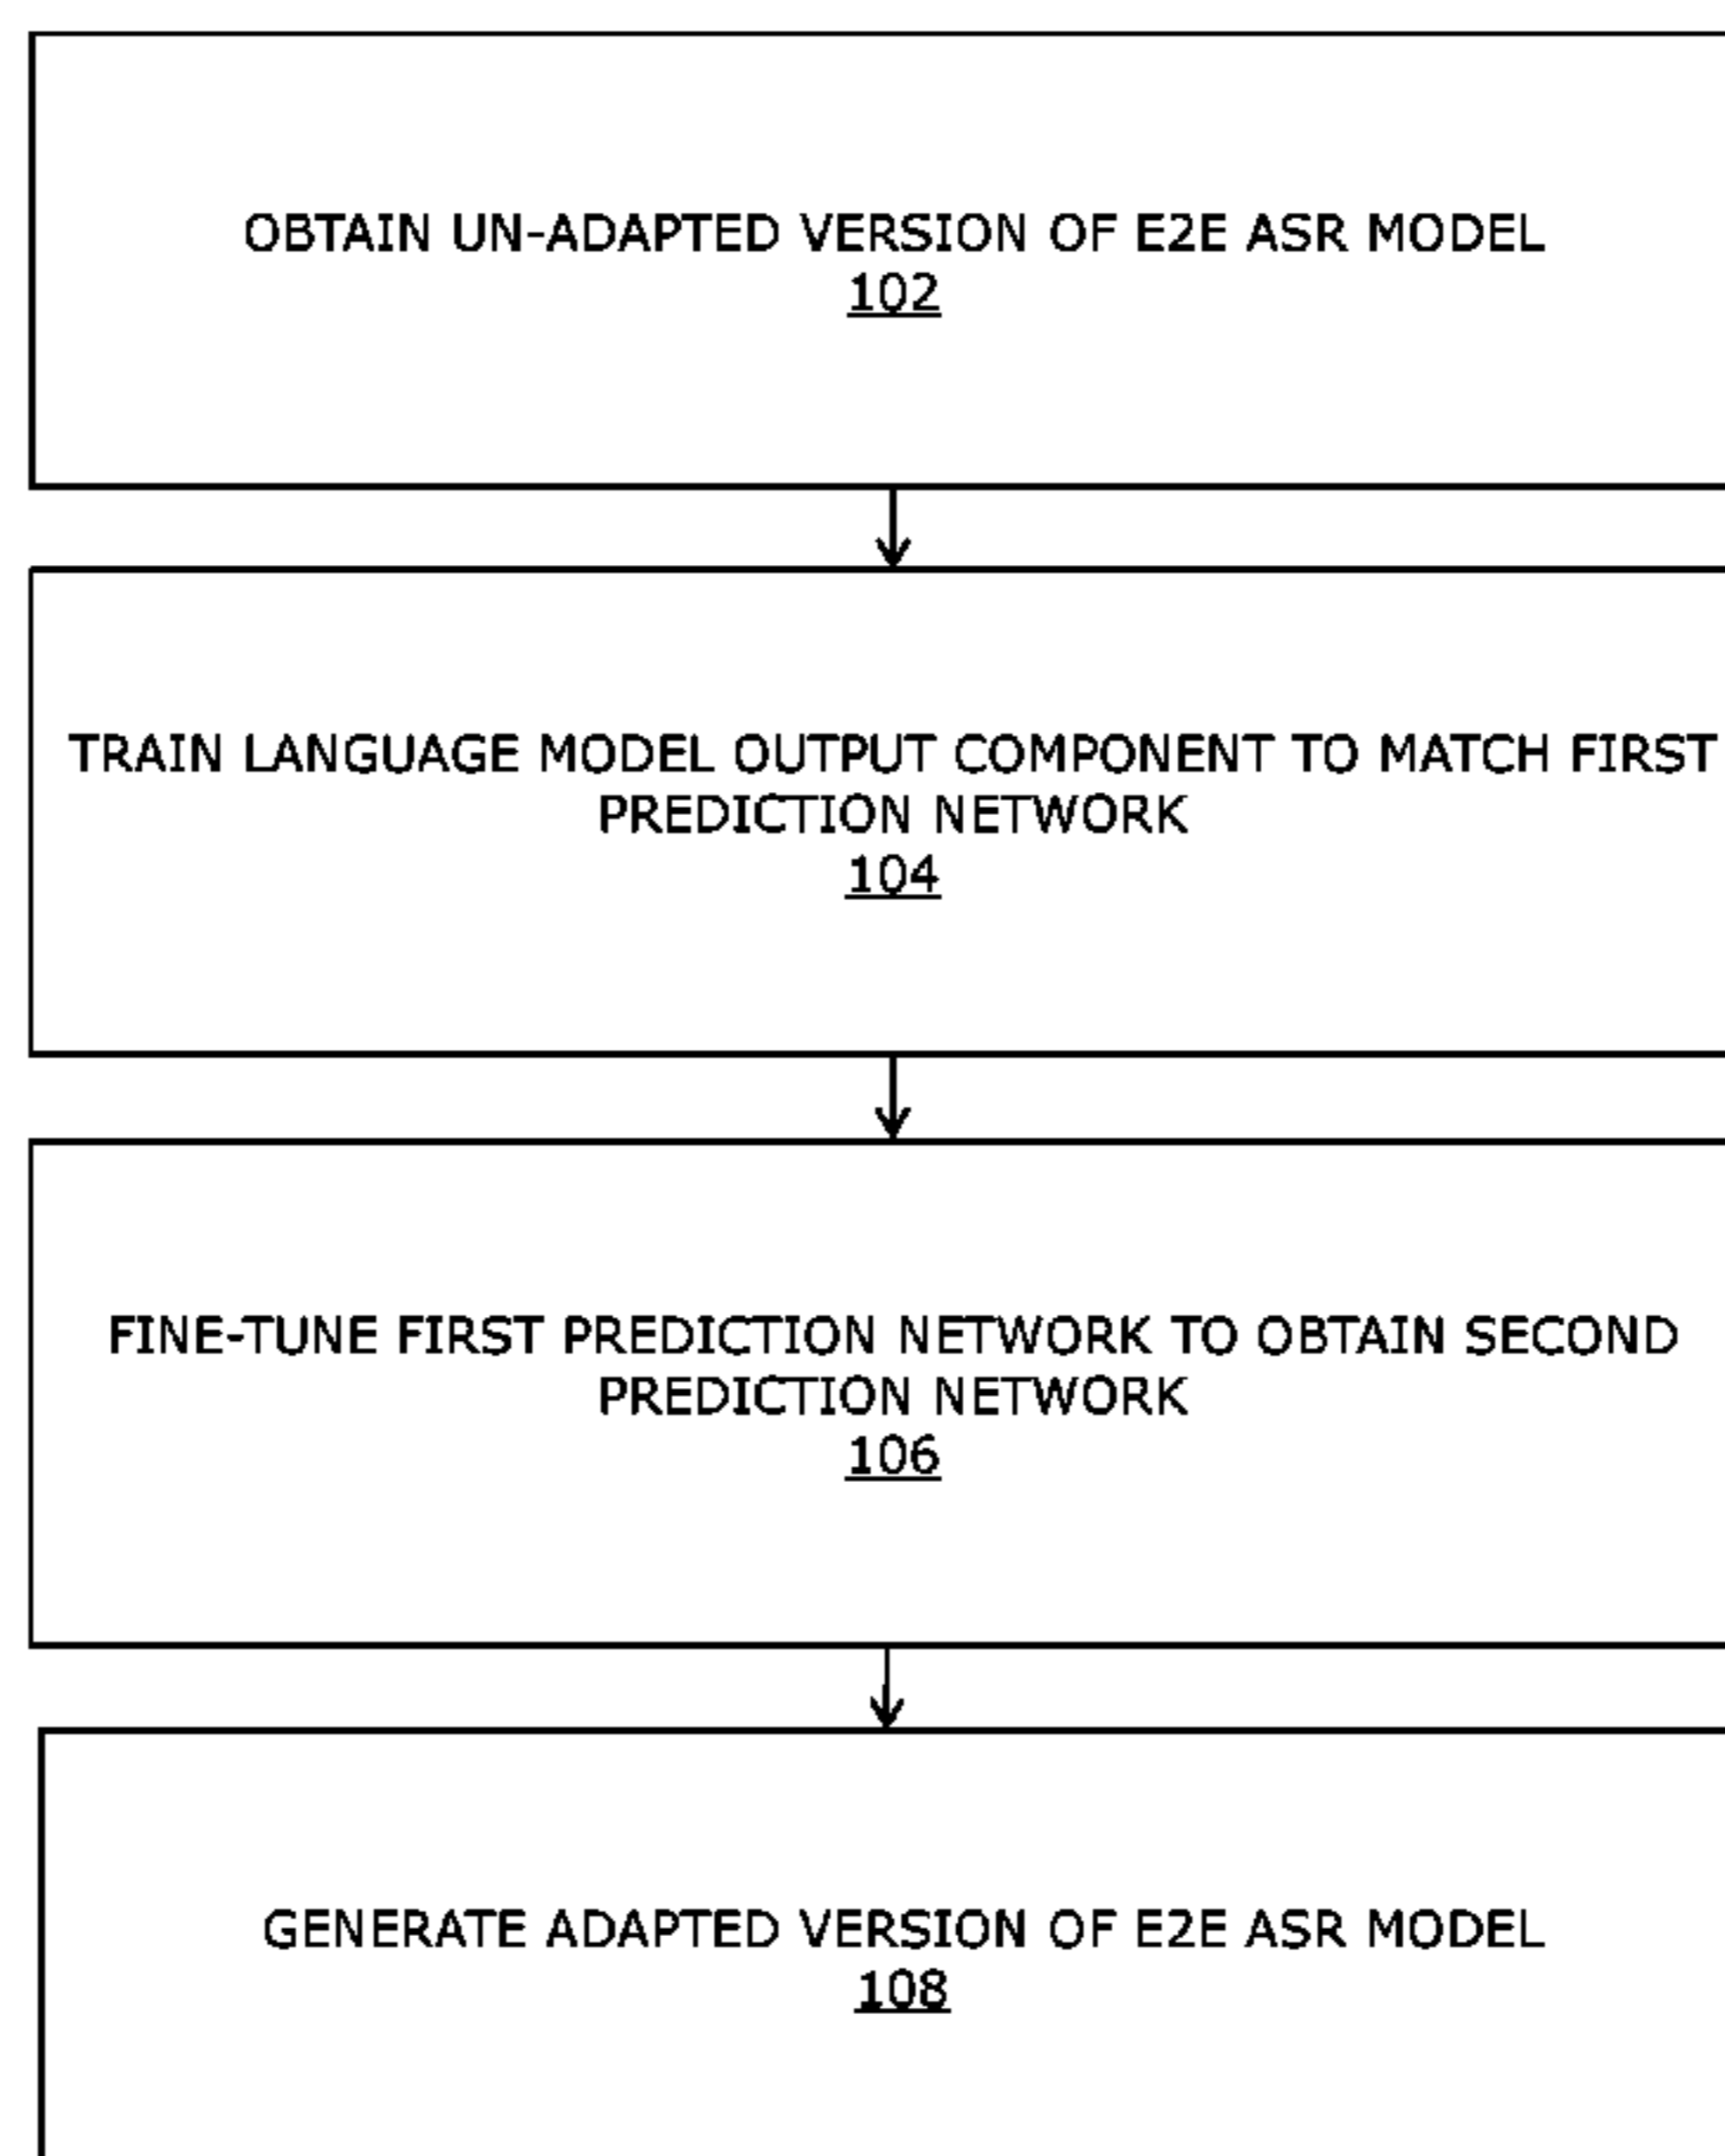 OBTAIN UN-ADAPTED VERSION OF E2E ASR MODEL
102
TRAIN LANGUAGE MODEL OUTPUT COMPONENT TO MATCH FIRST
PREDICTION NETWORK
104
FINE-TUNE FIRST PREDICTION NETWORK TO OBTAIN SECOND
PREDICTION NETWORK
106
GENERATE ADAPTED VERSION OF E2E ASR MODEL
108